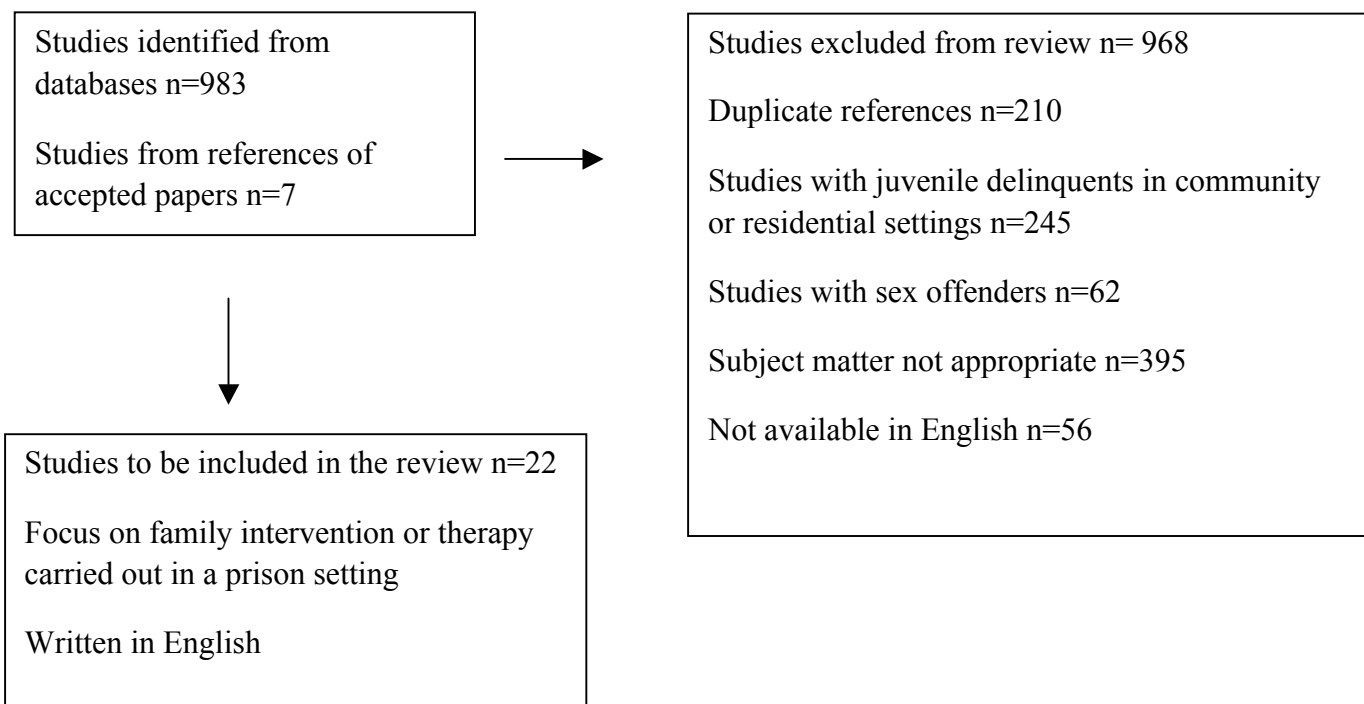 Studies identified from
databases n=983
Studies from references of
accepted papers n=7
Studies excluded from review n= 968
Duplicate references n=210
Studies with juvenile delinquents in community
or residential settings n=245
Studies with sex offenders n=62
Subject matter not appropriate n=395
Not available in English n=56
Studies to be included in the review n=22
Focus on family intervention or therapy
carried out in a prison setting
Written in English